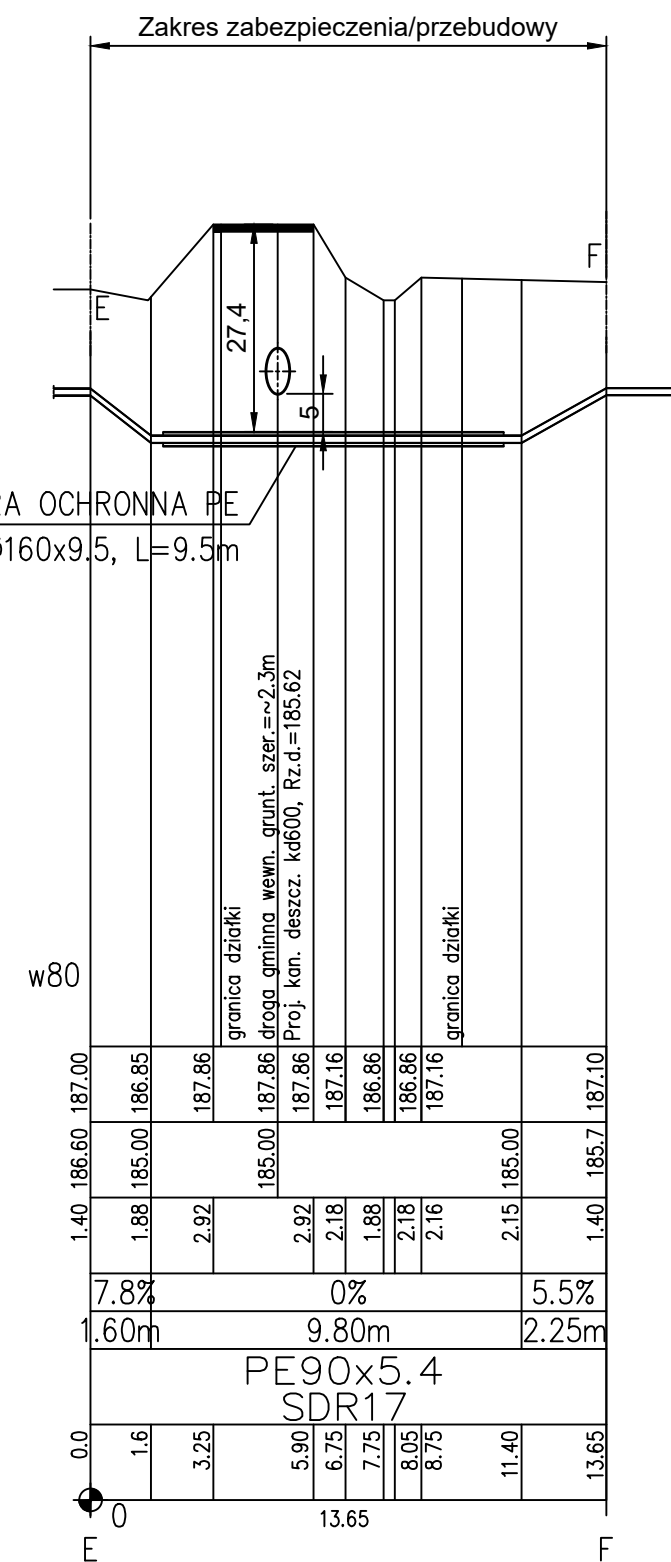 Zakres zabezpieczenia/przebudowy
F
E
27,4
5
RA OCHRONNA PE
160x9.5, L=9.5m
granica działki
droga gminna wewn. grunt. szer.=~2.3m
Proj. kan. deszcz. kd600, Rz.d.=185.62
granica działki
w80
187.00 186.85 187.86 187.86 187.86 187.16 186.86 186.86 187.16 187.10
186.60 185.00 185.00 185.00 185.7
1.40 1.88 2.92 2.92 2.18 1.88 2.18 2.16 2.15 1.40
7.8% 0% 5.5%
1.60m 9.80m 2.25m
PE90x5.4
SDR17
0.0 1.6 3.25 5.90 6.75 7.75 8.05 8.75 11.40 13.65
0 13.65
E F